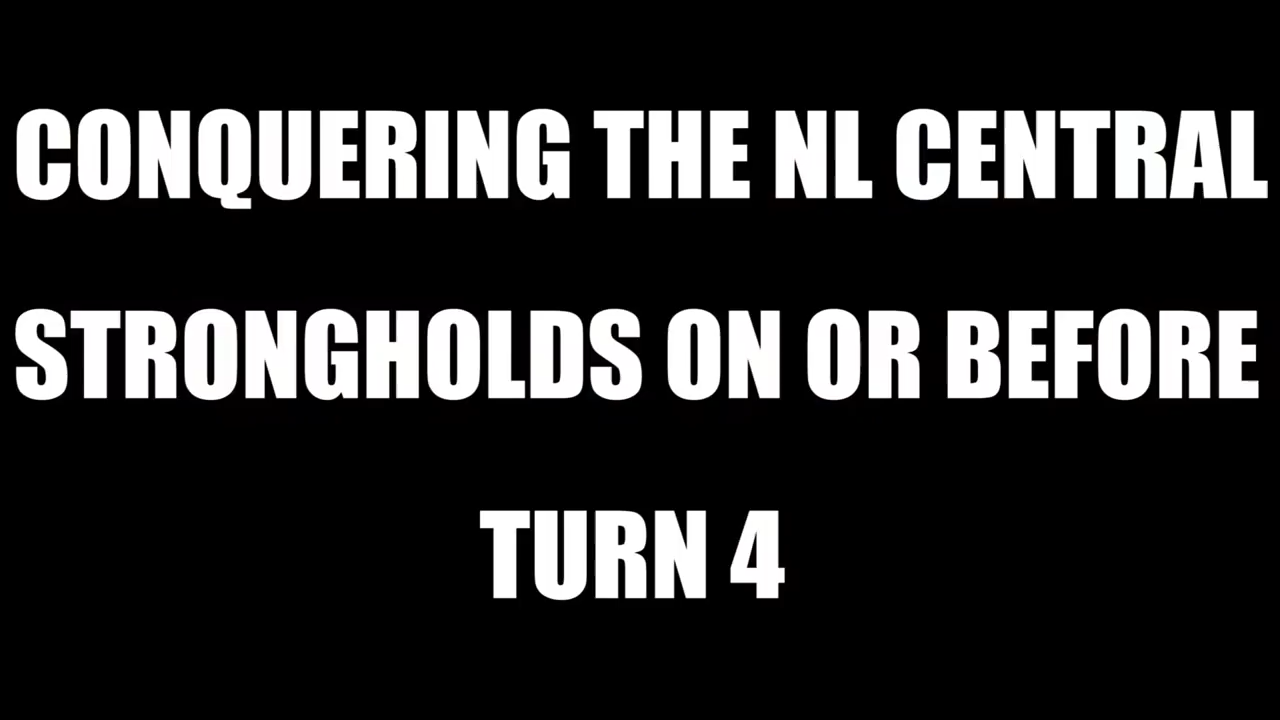 CONQUERING THE NL CENTRAL
STRONGHOLDS ON OR BEFORE
TURN 4